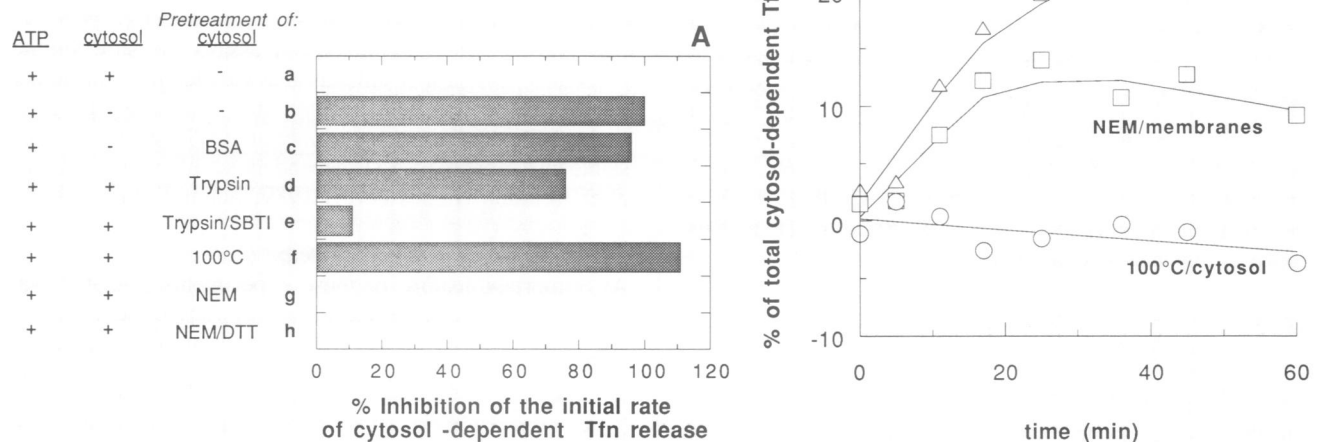 Pretreatment of:
ATP cytosol cytosol
A
+ + - a
+ - - b
+ - BSA c
+ + Trypsin d
+ + Trypsin/SBTI e
+ + 100°C f
+ + NEM g
+ + NEM/DTT h
0 20 40 60 80 100 120
% Inhibition of the initial rate
of cytosol -dependent Tfn release
% of total cytosol-dependent
10
0
-10
NEM/membranes
100°C/cytosol
0 20 40 60
time (min)